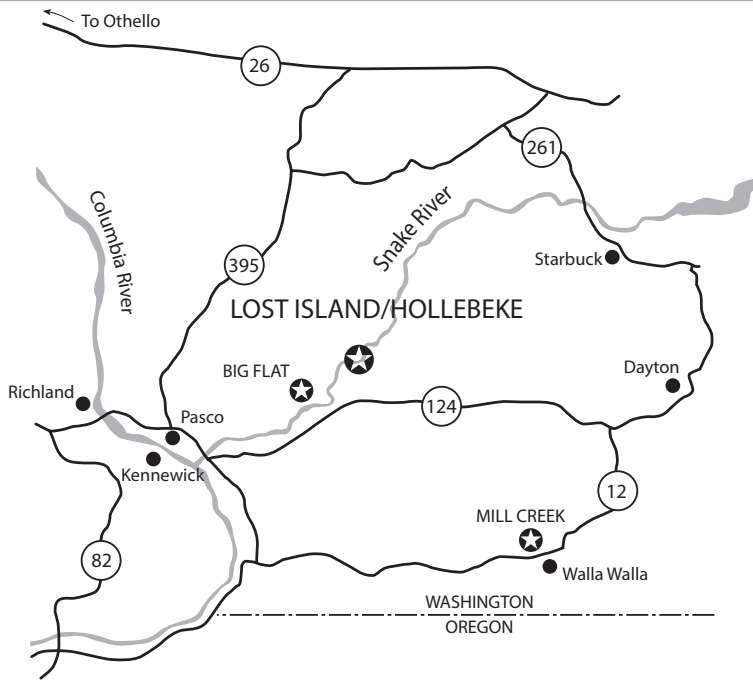 To Othello
26
261
Columbia River
Snake River
395
Starbuck
LOST ISLAND/HOLLEBEKE
BIG FLAT
Dayton
Richland
124
Pasco
Kennewick
12
MILL CREEK
82
Walla Walla
WASHINGTON
OREGON